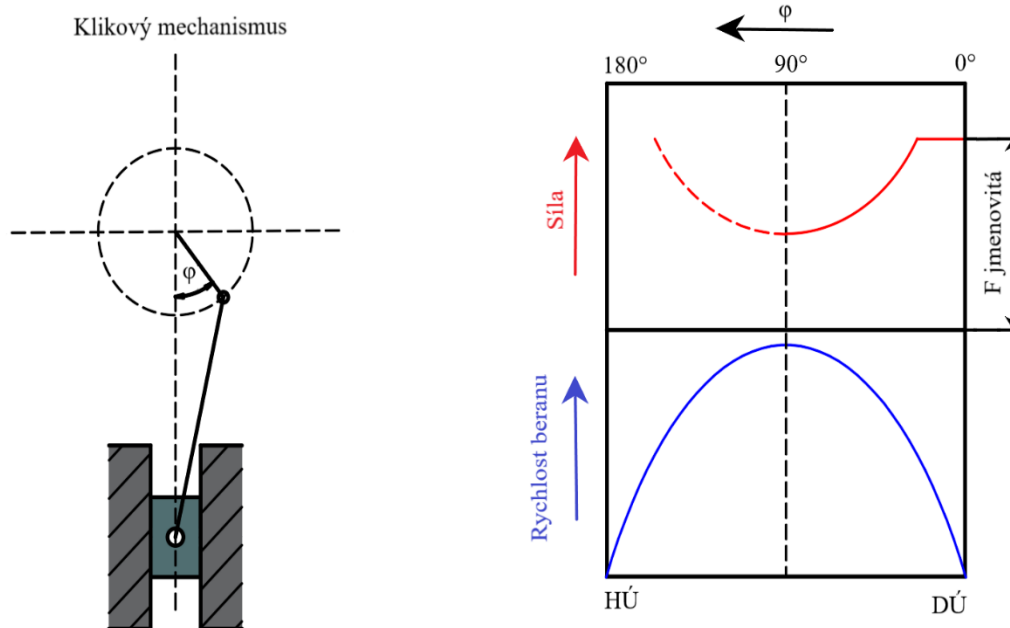 Klikový mechanismus
φ
φ
180°
90°
0°
Síla
F jmenovitá
Rychlost beranu
HÚ
DÚ